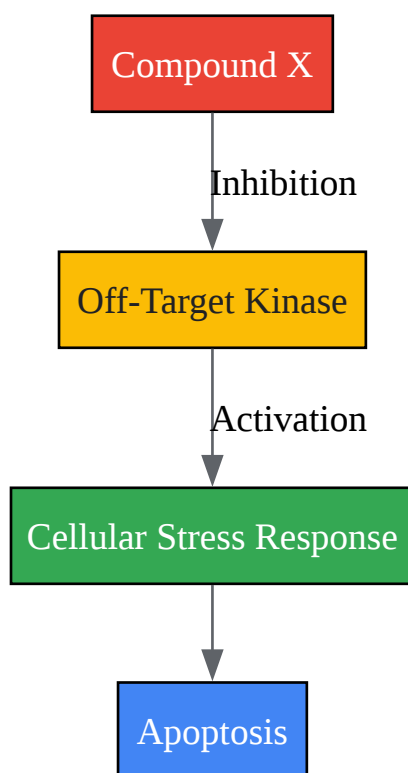 Compound X
Inhibition
Off-Target Kinase
Activation
Cellular Stress Response
Apoptosis